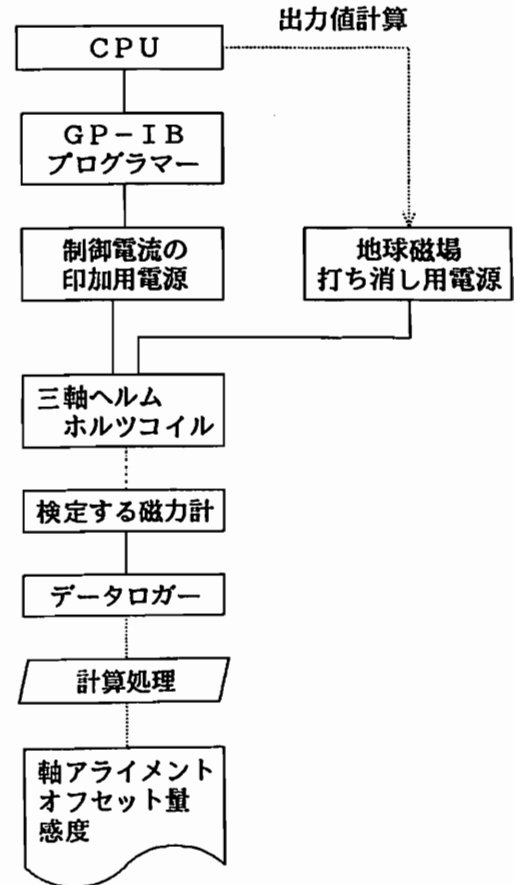 出力値計算
CPU
GP-IB
プログラマー
制御電流の
印加用電源
地球磁場
打ち消し用電源
三軸ヘルム
ホルツコイル
検定する磁力計
データロガー
計算処理
軸アライメント
オフセット量
感度